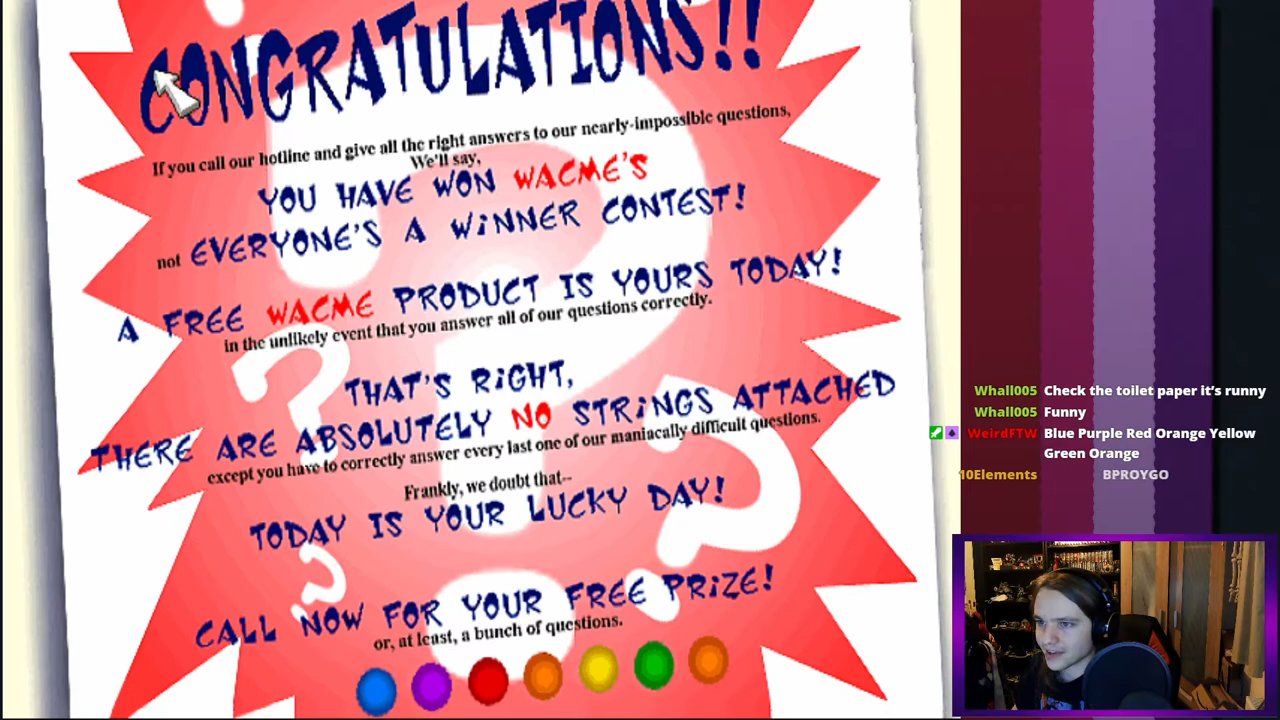 CONGRATULATIONS!!
If you call our hotline and give all the right answers to our nearly-impossible questions,
We'll say,
YOU HAVE WON WACME'S
not EVERYONE'S A WiNNER CONTEST!
A FREE WACME PRODUCT IS YOURS TODAY!
in the unlikely event that you answer all of our questions correctly.
THAT'S RiGHT,
THERE ARE ABSOLUTELY NO STRiNGS ATTACHED
except you have to correctly answer every last one of our maniacally difficult questions.
Frankly, we doubt that--
TODAY IS YOUR LUCKY DAY!
CALL NOW FOR YOUR FREE PRiZE!
or, at least, a bunch of questions.
Whall005 Check the toilet paper it's runny
Whall005 Funny
WeirdFTW Blue Purple Red Orange Yellow
Green Orange
10Elements BPROYGO